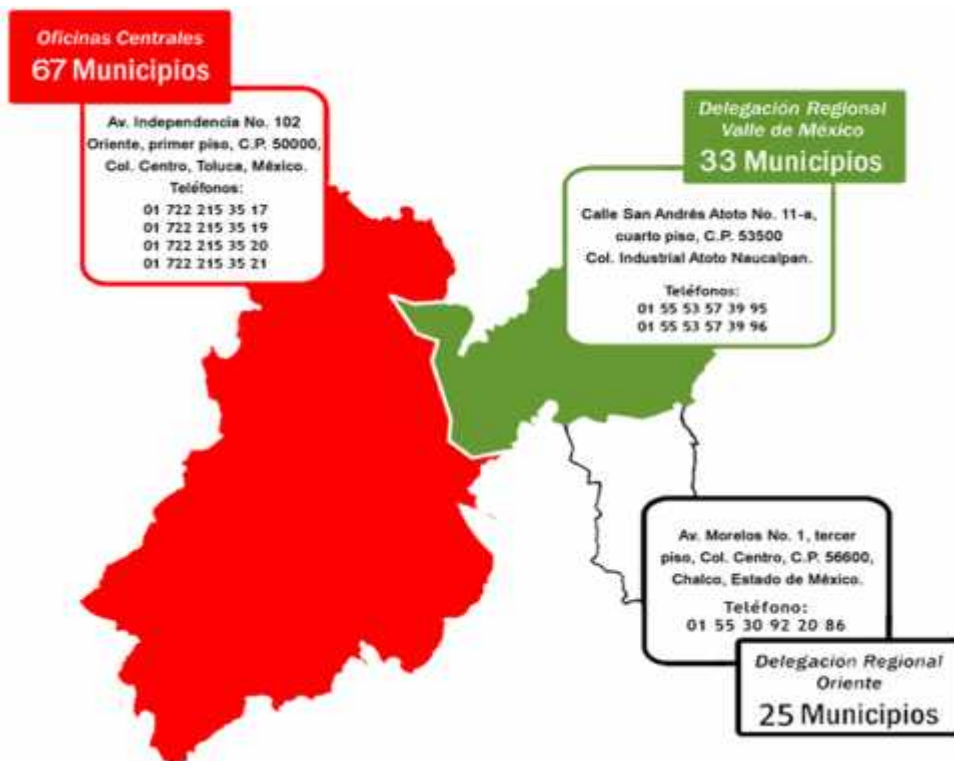 Oficinas Centrales
67 Municipios
Av. Independencia No. 102
Oriente, primer piso, C.P. 50000,
Col. Centro, Toluca, México.
Teléfonos:
01 722 215 35 17
01 722 215 35 19
01 722 215 35 20
01 722 215 35 21
Delegación Regional
Valle de México
33 Municipios
Calle San Andrés Atoto No. 11-a,
cuarto piso, C.P. 53500
Col. Industrial Atoto Naucalpan.
Teléfonos:
01 55 53 57 39 95
01 55 53 57 39 96
Av. Morelos No. 1, tercer
piso, Col. Centro, C.P. 56600,
Chalco, Estado de México.
Teléfono:
01 55 30 92 20 86
Delegación Regional
Oriente
25 Municipios